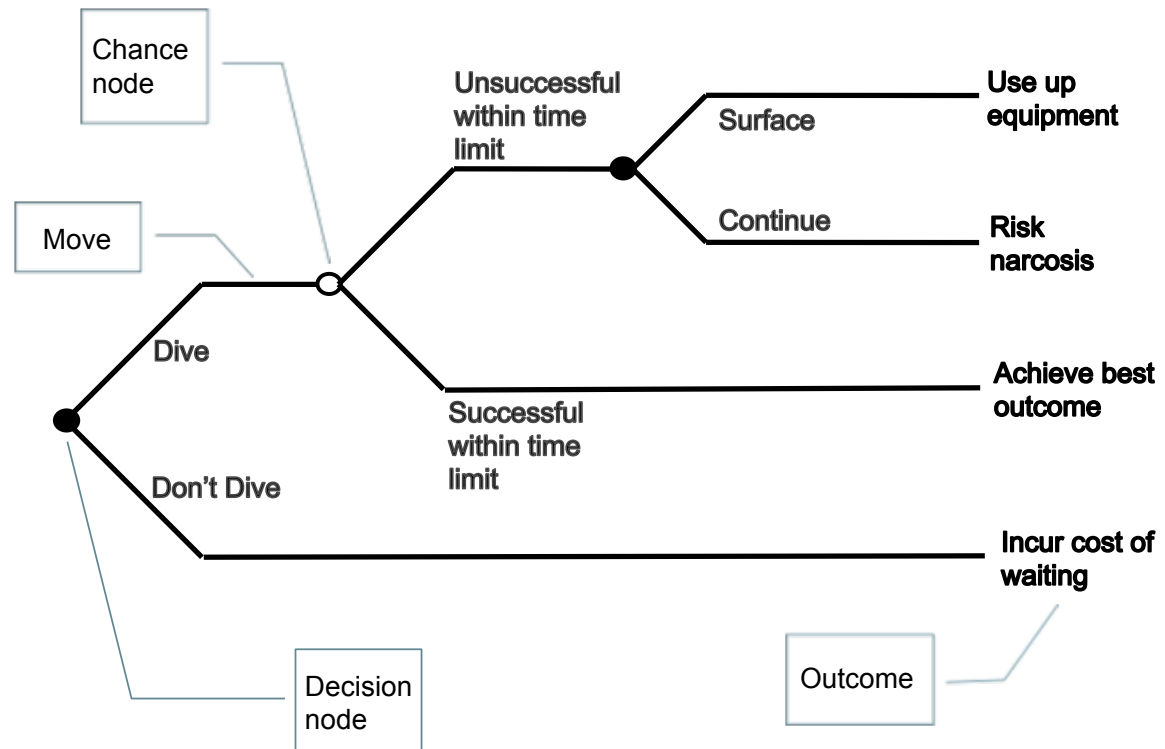 Chance
node
Unsuccessful
within time
limit
Surface
Use up
equipment
Move
Continue
Risk
narcosis
Dive
Successful
within time
limit
Achieve best
outcome
Don't Dive
Incur cost of
waiting
Decision
node
Outcome